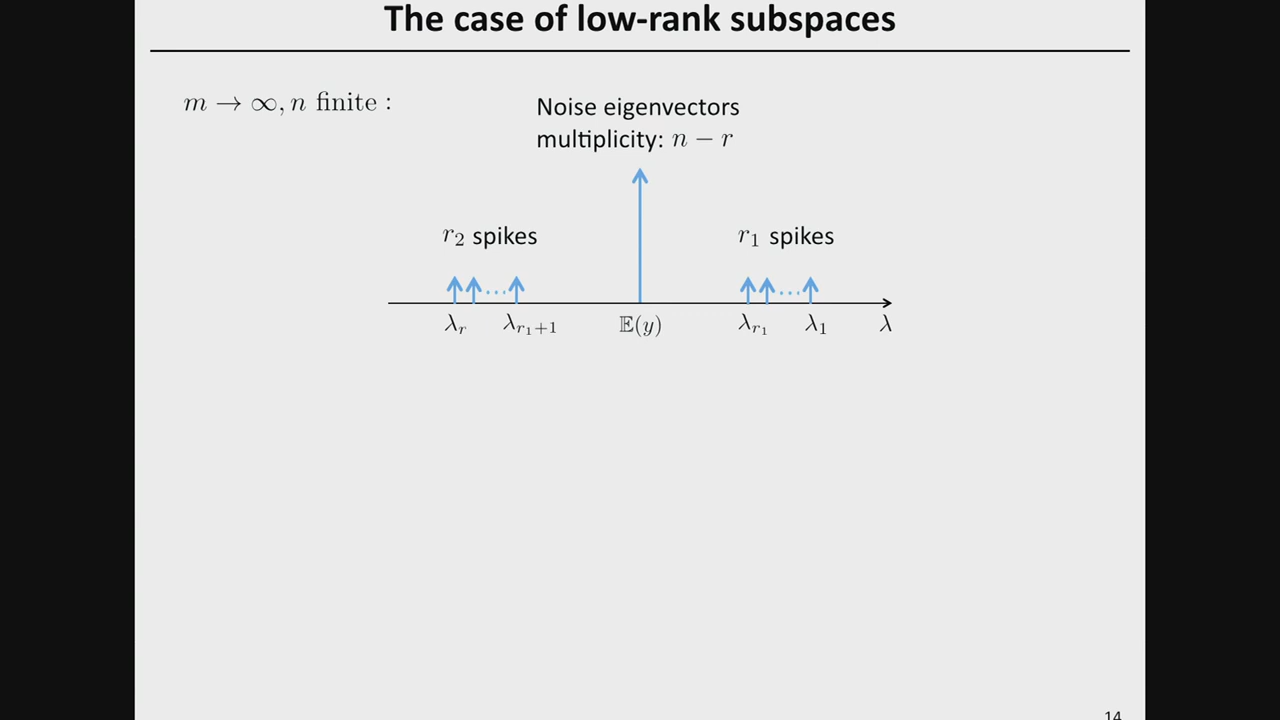 The case of low-rank subspaces
m → ∞, n finite :
Noise eigenvectors
multiplicity: n − r
r₂ spikes
r₁ spikes
λ_r
λ_{r₁+1}
𝔼(y)
λ_{r₁}
λ₁
λ
14